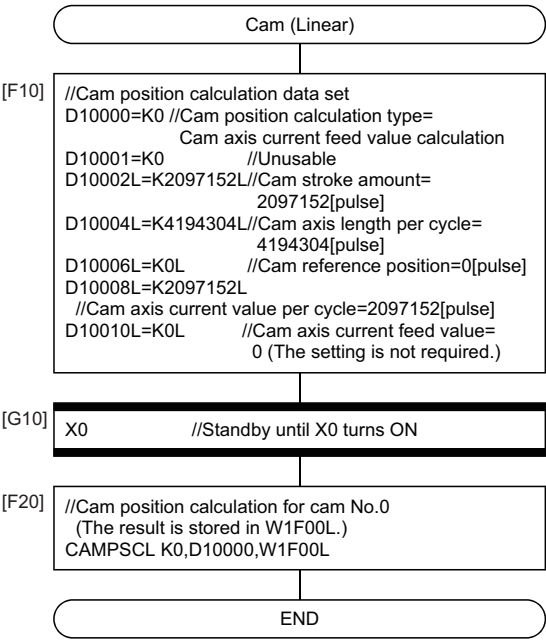 Cam (Linear)
[F10]
//Cam position calculation data set
D10000=K0 //Cam position calculation type=
Cam axis current feed value calculation
D10001=K0 //Unusable
D10002L=K2097152L//Cam stroke amount=
2097152[pulse]
D10004L=K4194304L//Cam axis length per cycle=
4194304[pulse]
D10006L=K0L //Cam reference position=0[pulse]
D10008L=K2097152L
//Cam axis current value per cycle=2097152[pulse]
D10010L=K0L //Cam axis current feed value=
0 (The setting is not required.)
[G10]
X0 //Standby until X0 turns ON
[F20]
//Cam position calculation for cam No.0
(The result is stored in W1F00L.)
CAMPSCL K0,D10000,W1F00L
END